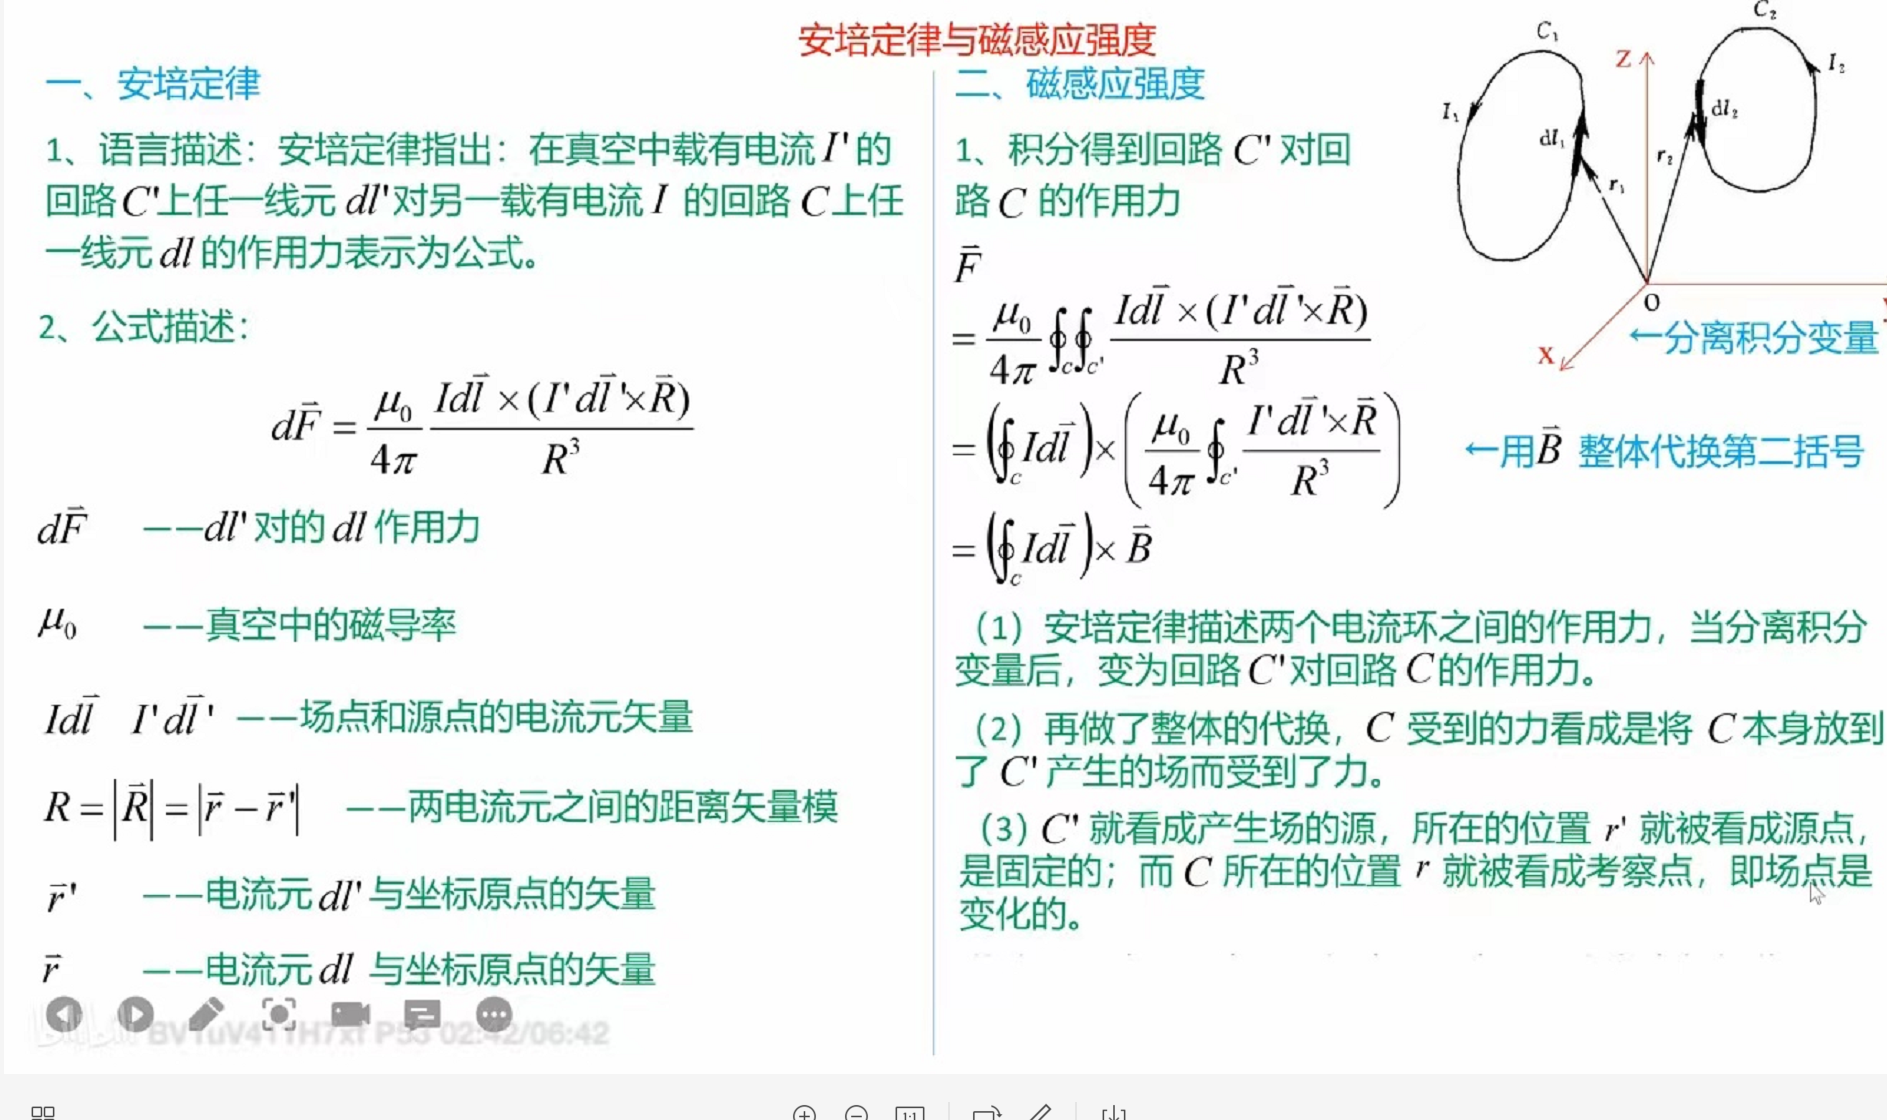 安培定律与磁感应强度
一、安培定律
1、语言描述：安培定律指出：在真空中载有电流 I' 的
回路 C' 上任一线元 dl' 对另一载有电流 I 的回路 C 上任
一线元 dl 的作用力表示为公式。
2、公式描述：
$d\vec{F} = \frac{\mu_0}{4\pi} \frac{Id\vec{l} \times (I'd\vec{l}' \times \vec{R})}{R^3}$
$d\vec{F}$ ——dl' 对的 dl 作用力
$\mu_0$ ——真空中的磁导率
$Id\vec{l}$ $I'd\vec{l}'$ ——场点和源点的电流元矢量
$R = |\vec{R}| = |\vec{r} - \vec{r}'|$ ——两电流元之间的距离矢量模
$\vec{r}'$ ——电流元 dl' 与坐标原点的矢量
$\vec{r}$ ——电流元 dl 与坐标原点的矢量
BV1uV411H7xf P53 02:42/06:42
二、磁感应强度
1、积分得到回路 C' 对回
路 C 的作用力
$\vec{F}$
$= \frac{\mu_0}{4\pi} \oint_c \oint_{c'} \frac{Id\vec{l} \times (I'd\vec{l}' \times \vec{R})}{R^3}$ ←分离积分变量
$= \left(\oint_c Id\vec{l}\right) \times \left(\frac{\mu_0}{4\pi} \oint_{c'} \frac{I'd\vec{l}' \times \vec{R}}{R^3}\right)$ ←用 $\vec{B}$ 整体代换第二括号
$= \left(\oint_c Id\vec{l}\right) \times \vec{B}$
（1）安培定律描述两个电流环之间的作用力，当分离积分
变量后，变为回路 C' 对回路 C 的作用力。
（2）再做了整体的代换，C 受到的力看成是将 C 本身放到
了 C' 产生的场而受到了力。
（3）C' 就看成产生场的源，所在的位置 r' 就被看成源点，
是固定的；而 C 所在的位置 r 就被看成考察点，即场点是
变化的。
C₁
C₂
Z
I₁
I₂
dl₁
dl₂
r₁
r₂
O
X
1:1